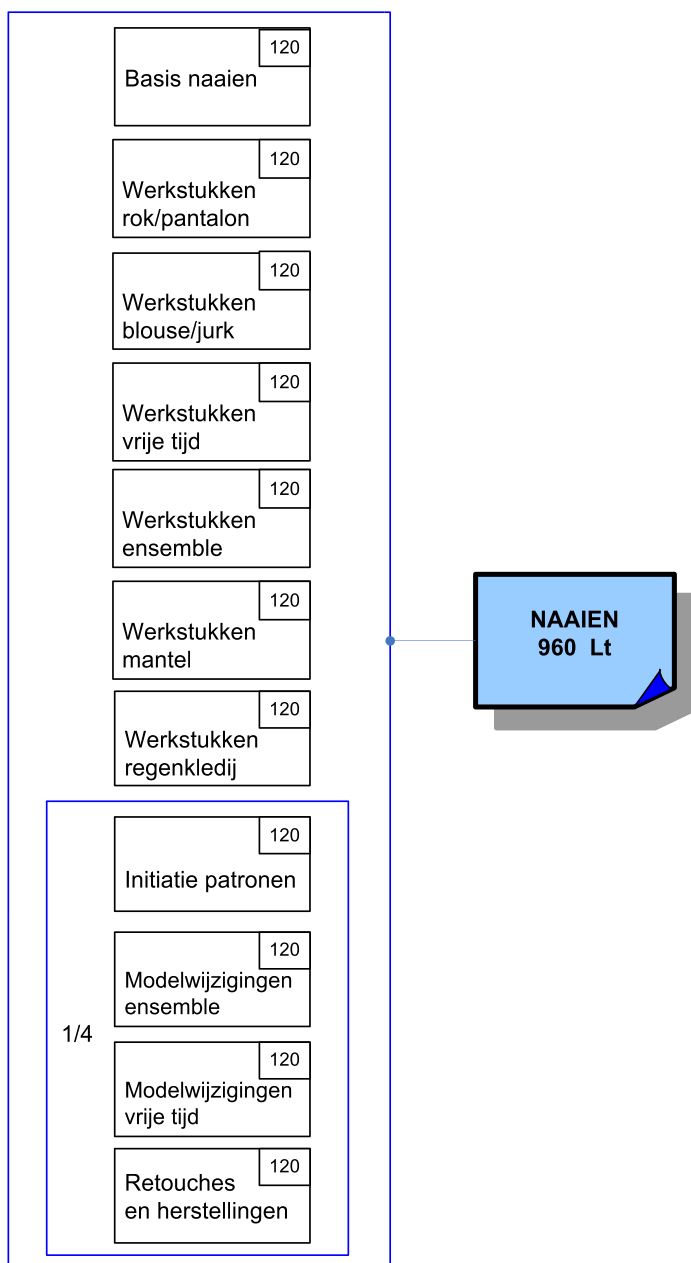 120
Basis naaien
120
Werkstukken
rok/pantalon
120
Werkstukken
blouse/jurk
120
Werkstukken
vrije tijd
120
Werkstukken
ensemble
120
Werkstukken
mantel
120
Werkstukken
regenkledij
120
Initiatie patronen
120
Modelwijzigingen
ensemble
1/4
120
Modelwijzigingen
vrije tijd
120
Retouches
en herstellingen
NAAIEN
960 Lt